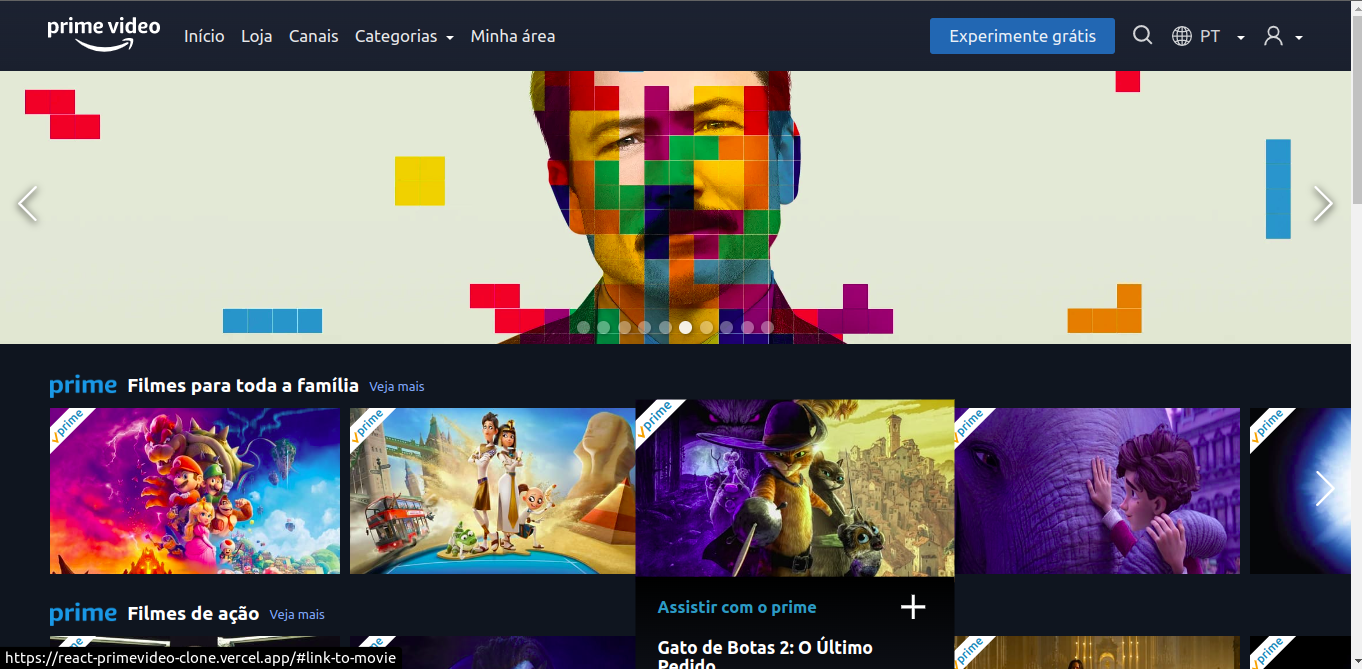 prime video
Início Loja Canais Categorias Minha área Experimente grátis PT
prime Filmes para toda a família Veja mais
prime prime prime prime prime
Assistir com o prime
prime Filmes de ação Veja mais
Gato de Botas 2: O Último
Pedido
prime prime prime prime
https://react-primevideo-clone.vercel.app/#link-to-movie